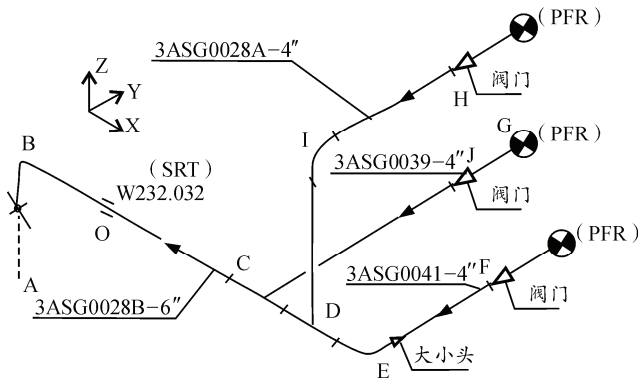 (PFR)
3ASG0028A-4″
Z
Y
X
H
阀门
B
I
G
(PFR)
(SRT)
3ASG0039-4″
J
W232.032
阀门
O
C
3ASG0041-4″
F
(PFR)
A
3ASG0028B-6″
D
阀门
E
大小头